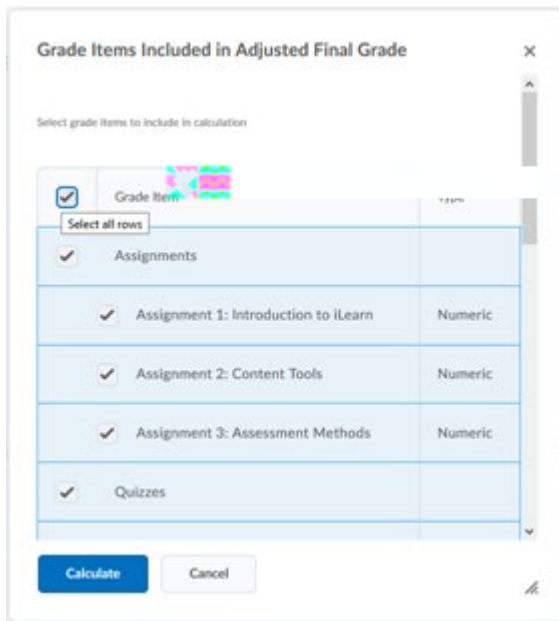 Grade Items Included in Adjusted Final Grade
Select grade items to include in calculation
Grade Item
Select all rows
Assignments
Assignment 1: Introduction to iLearn Numeric
Assignment 2: Content Tools Numeric
Assignment 3: Assessment Methods Numeric
Quizzes
Calculate Cancel